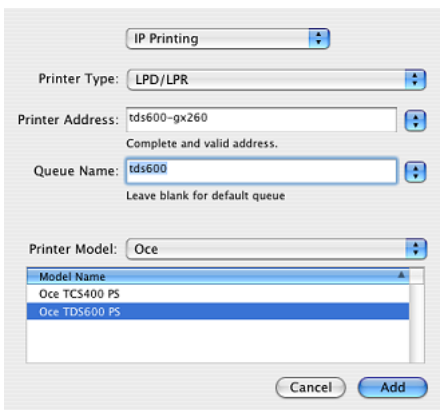 IP Printing
Printer Type: LPD/LPR
Printer Address: tds600-gx260
Complete and valid address.
Queue Name: tds600
Leave blank for default queue
Printer Model: Oce
Model Name
Oce TCS400 PS
Oce TDS600 PS
Cancel Add